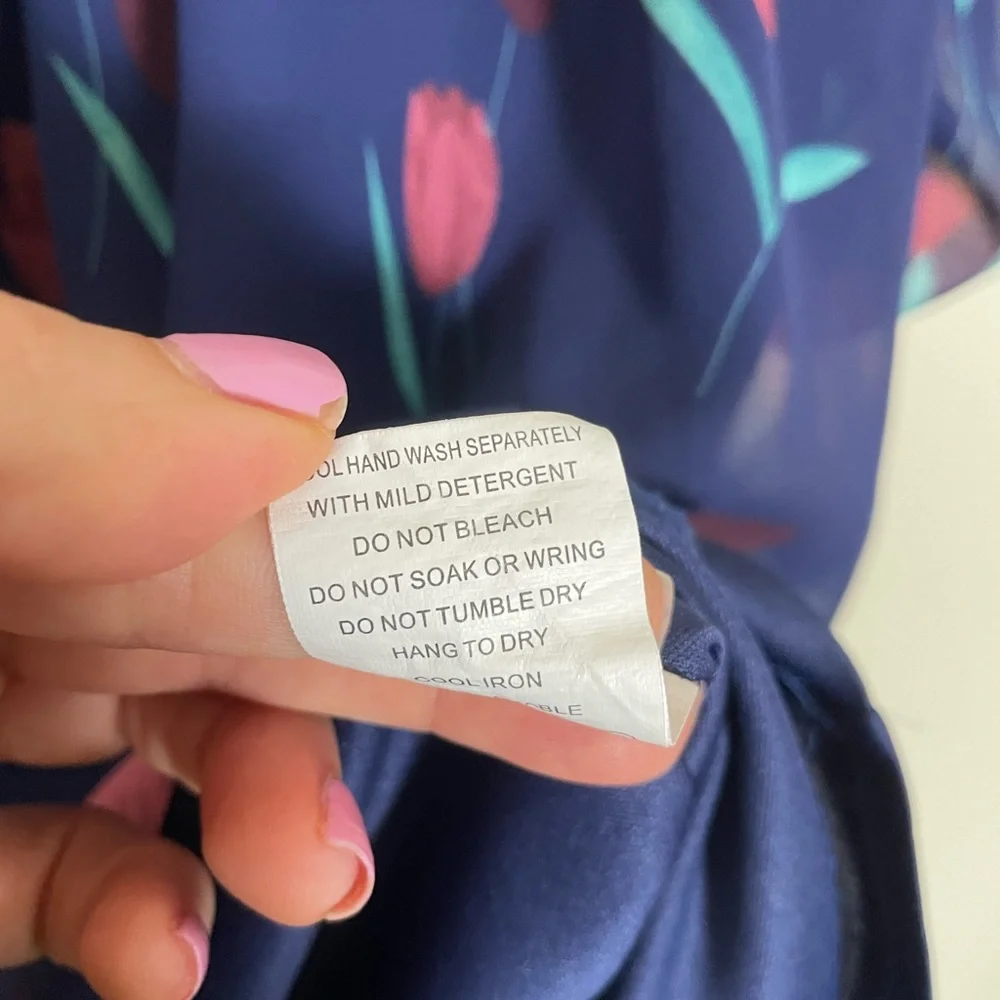 OL HAND WASH SEPARATELY
WITH MILD DETERGENT
DO NOT BLEACH
DO NOT SOAK OR WRING
DO NOT TUMBLE DRY
HANG TO DRY
COOL IRON